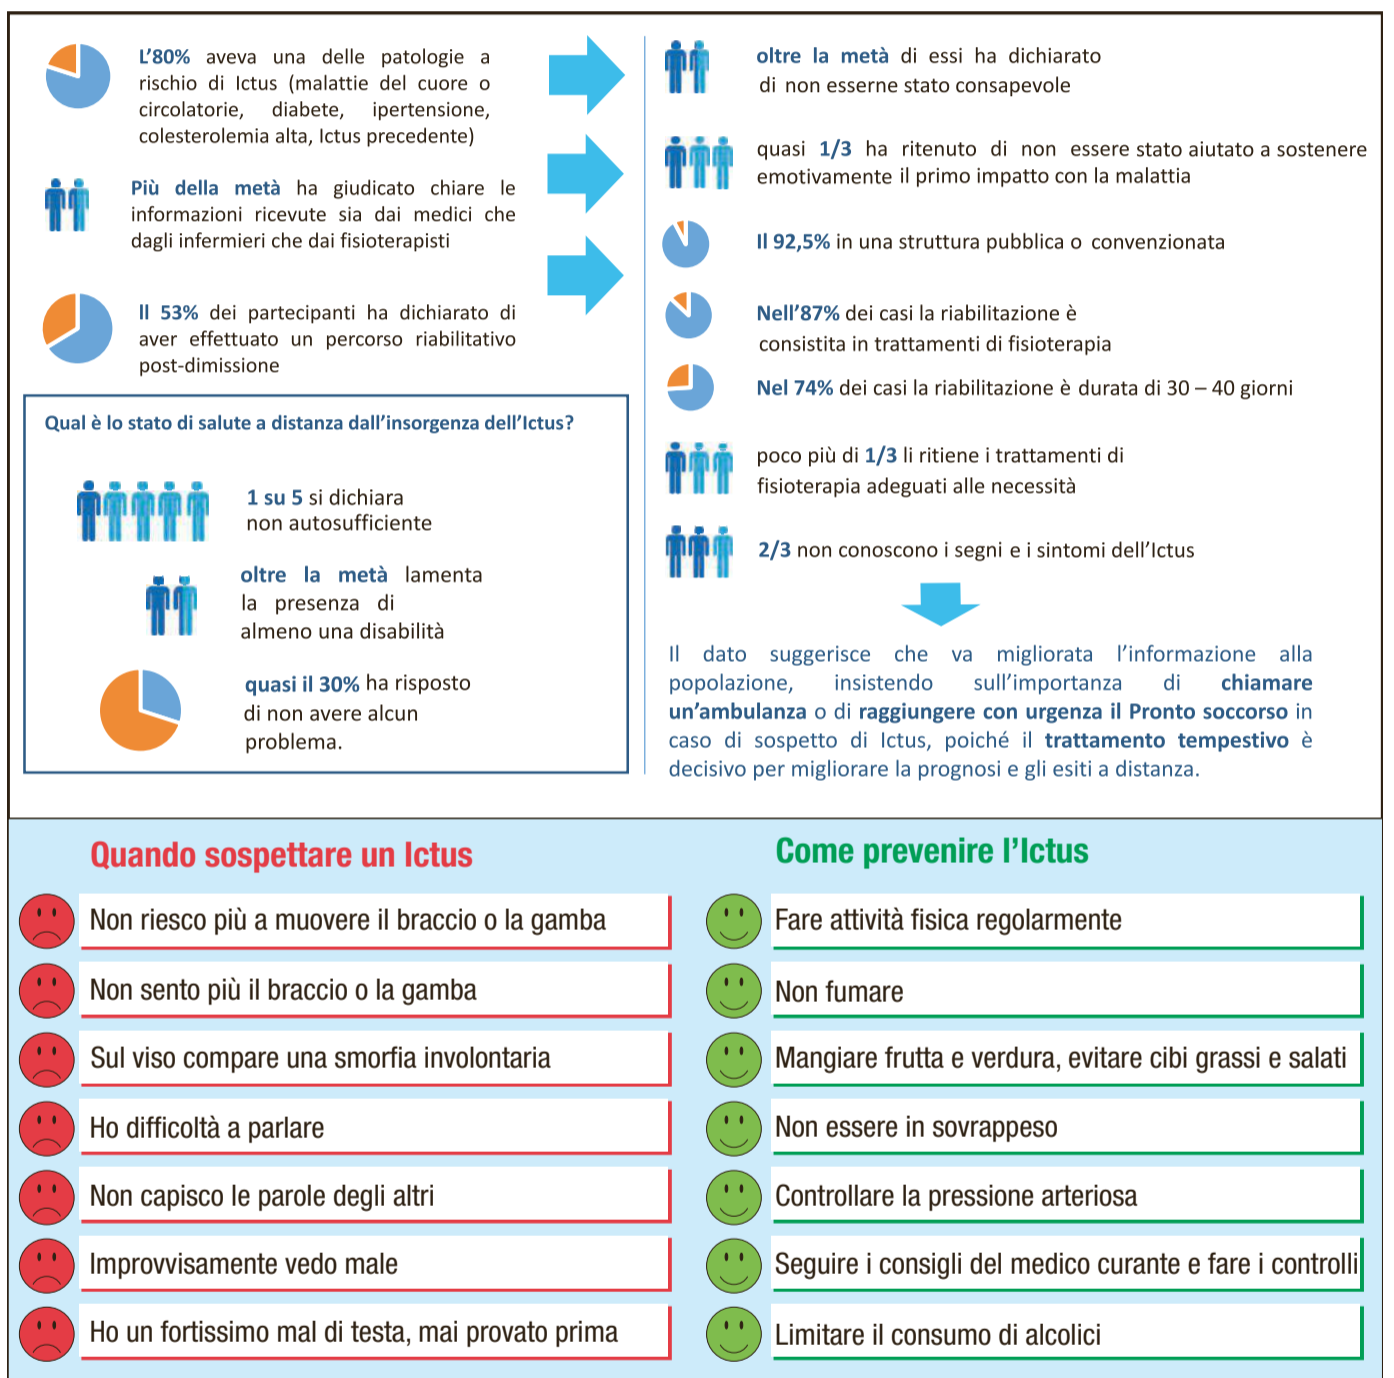 L'80% aveva una delle patologie a
rischio di Ictus (malattie del cuore o
circolatorie, diabete, ipertensione,
colesterolemia alta, Ictus precedente)
Più della metà ha giudicato chiare le
informazioni ricevute sia dai medici che
dagli infermieri che dai fisioterapisti
Il 53% dei partecipanti ha dichiarato di
aver effettuato un percorso riabilitativo
post-dimissione
Qual è lo stato di salute a distanza dall'insorgenza dell'Ictus?
1 su 5 si dichiara
non autosufficiente
oltre la metà lamenta
la presenza di
almeno una disabilità
quasi il 30% ha risposto
di non avere alcun
problema.
oltre la metà di essi ha dichiarato
di non esserne stato consapevole
quasi 1/3 ha ritenuto di non essere stato aiutato a sostenere
emotivamente il primo impatto con la malattia
Il 92,5% in una struttura pubblica o convenzionata
Nell'87% dei casi la riabilitazione è
consistita in trattamenti di fisioterapia
Nel 74% dei casi la riabilitazione è durata di 30 – 40 giorni
poco più di 1/3 li ritiene i trattamenti di
fisioterapia adeguati alle necessità
2/3 non conoscono i segni e i sintomi dell'Ictus
Il dato suggerisce che va migliorata l'informazione alla
popolazione, insistendo sull'importanza di chiamare
un'ambulanza o di raggiungere con urgenza il Pronto soccorso in
caso di sospetto di Ictus, poiché il trattamento tempestivo è
decisivo per migliorare la prognosi e gli esiti a distanza.
Quando sospettare un Ictus
Non riesco più a muovere il braccio o la gamba
Non sento più il braccio o la gamba
Sul viso compare una smorfia involontaria
Ho difficoltà a parlare
Non capisco le parole degli altri
Improvvisamente vedo male
Ho un fortissimo mal di testa, mai provato prima
Come prevenire l'Ictus
Fare attività fisica regolarmente
Non fumare
Mangiare frutta e verdura, evitare cibi grassi e salati
Non essere in sovrappeso
Controllare la pressione arteriosa
Seguire i consigli del medico curante e fare i controlli
Limitare il consumo di alcolici